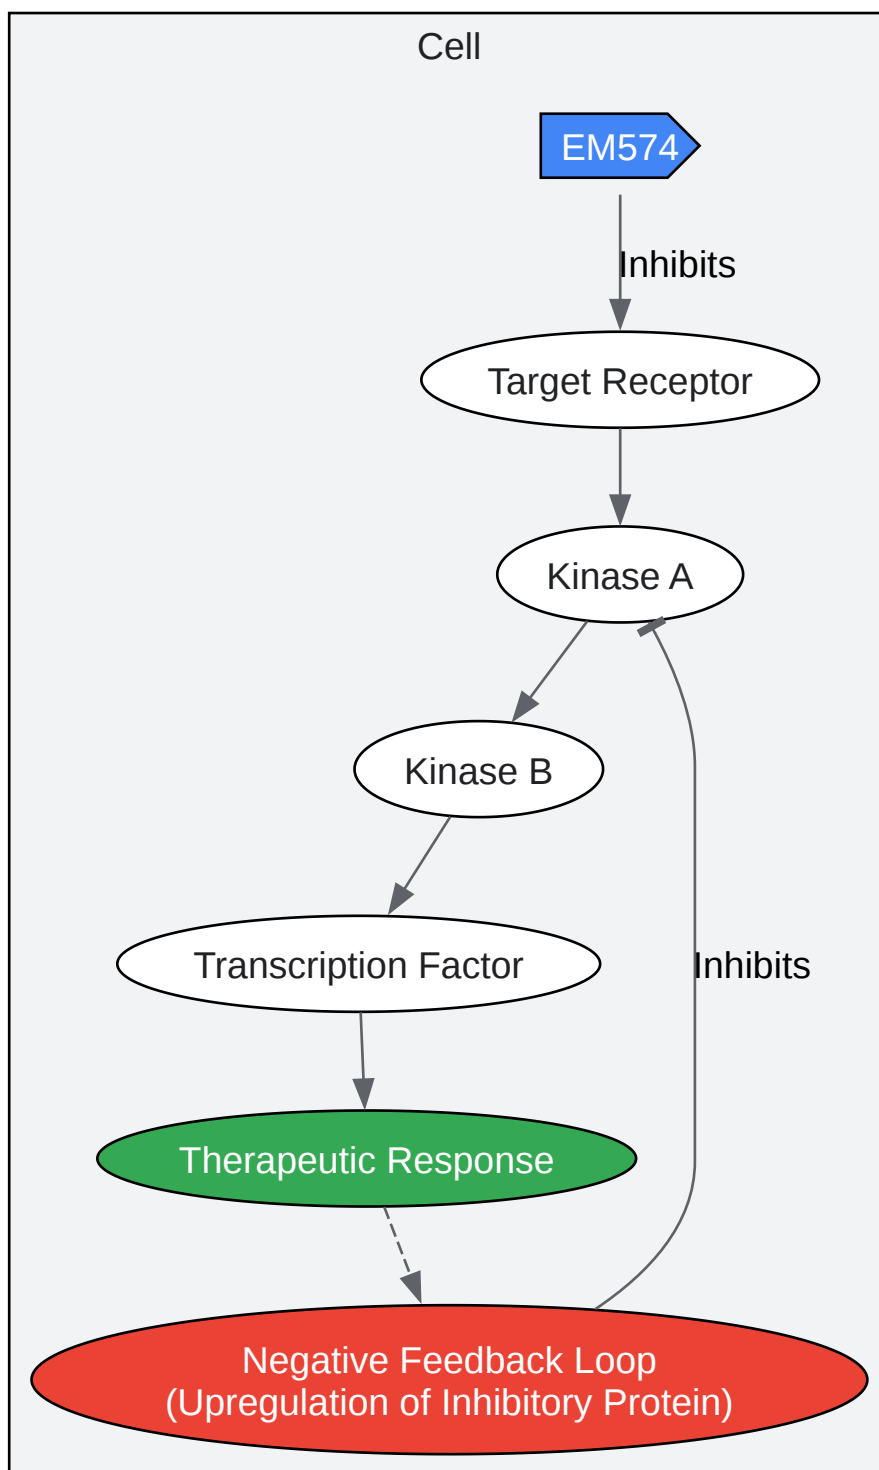 Cell
EM574
Inhibits
Target Receptor
Kinase A
Kinase B
Transcription Factor
Inhibits
Therapeutic Response
Negative Feedback Loop
(Upregulation of Inhibitory Protein)